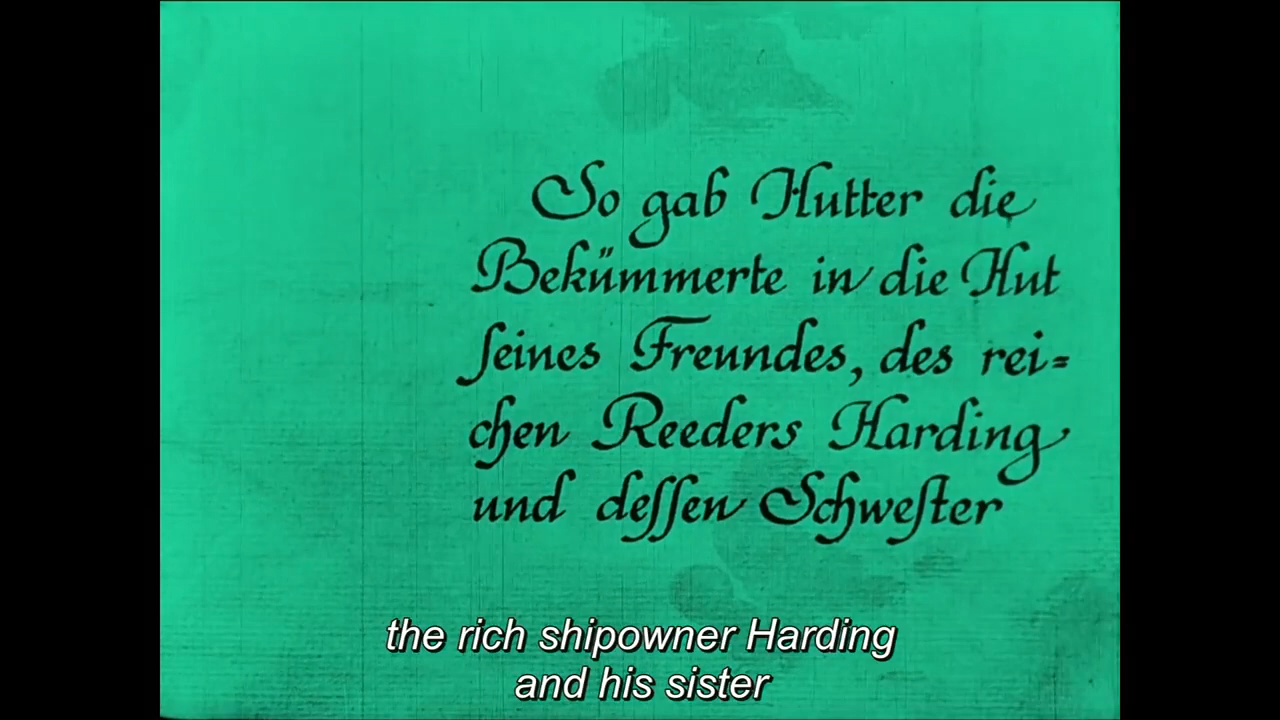 So gab Hutter die
Bekümmerte in die Hut
ſeines Freundes, des rei=
chen Reeders Harding
und deſſen Schweſter
the rich shipowner Harding
and his sister